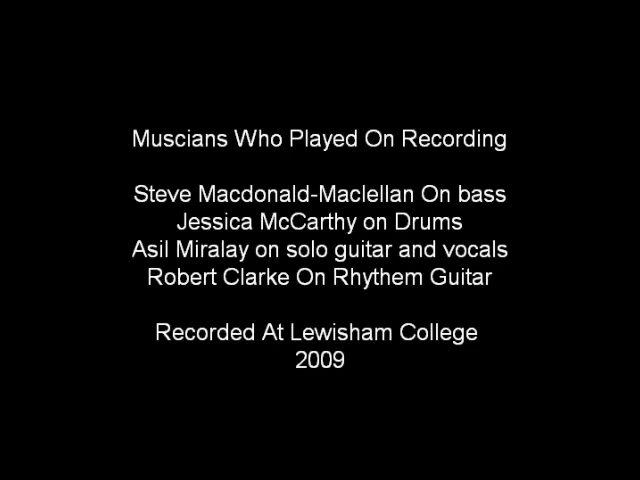 Muscians Who Played On Recording
Steve Macdonald-Maclellan On bass
Jessica McCarthy on Drums
Asil Miralay on solo guitar and vocals
Robert Clarke On Rhythem Guitar
Recorded At Lewisham College
2009